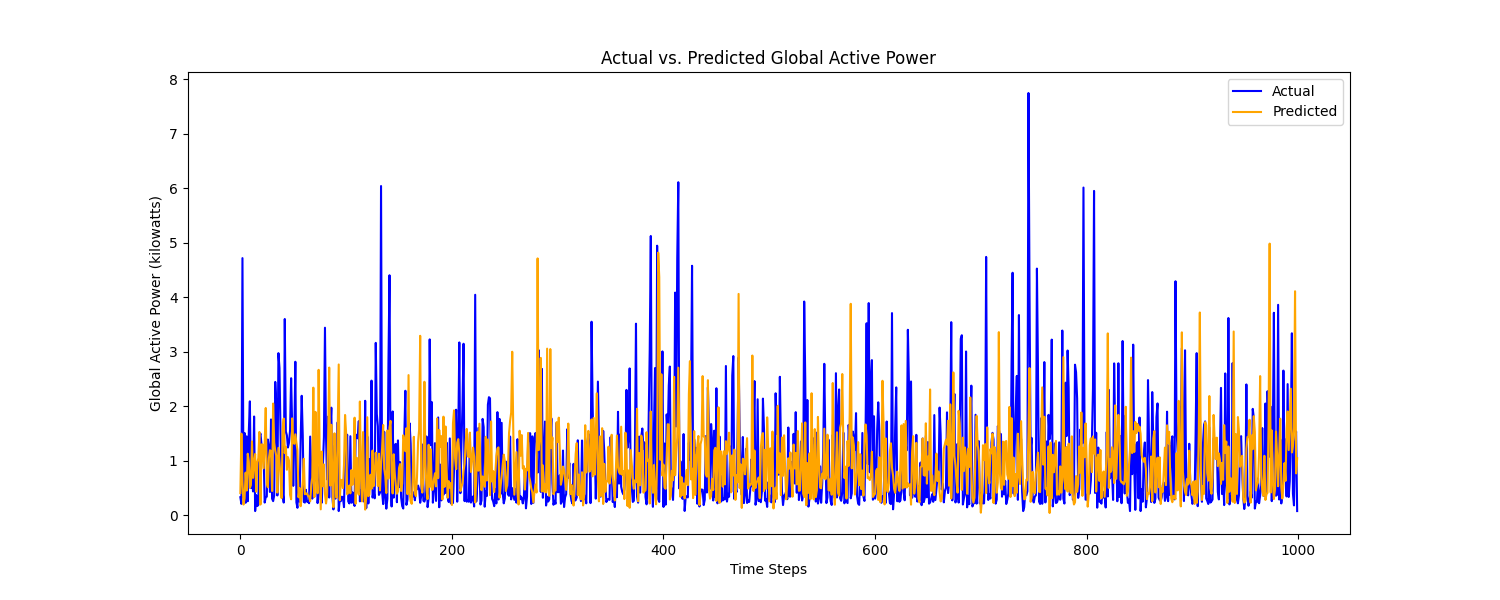 Actual vs. Predicted Global Active Power
Actual
Predicted
Global Active Power (kilowatts)
8
7
6
5
4
3
2
1
0
0 200 400 600 800 1000
Time Steps